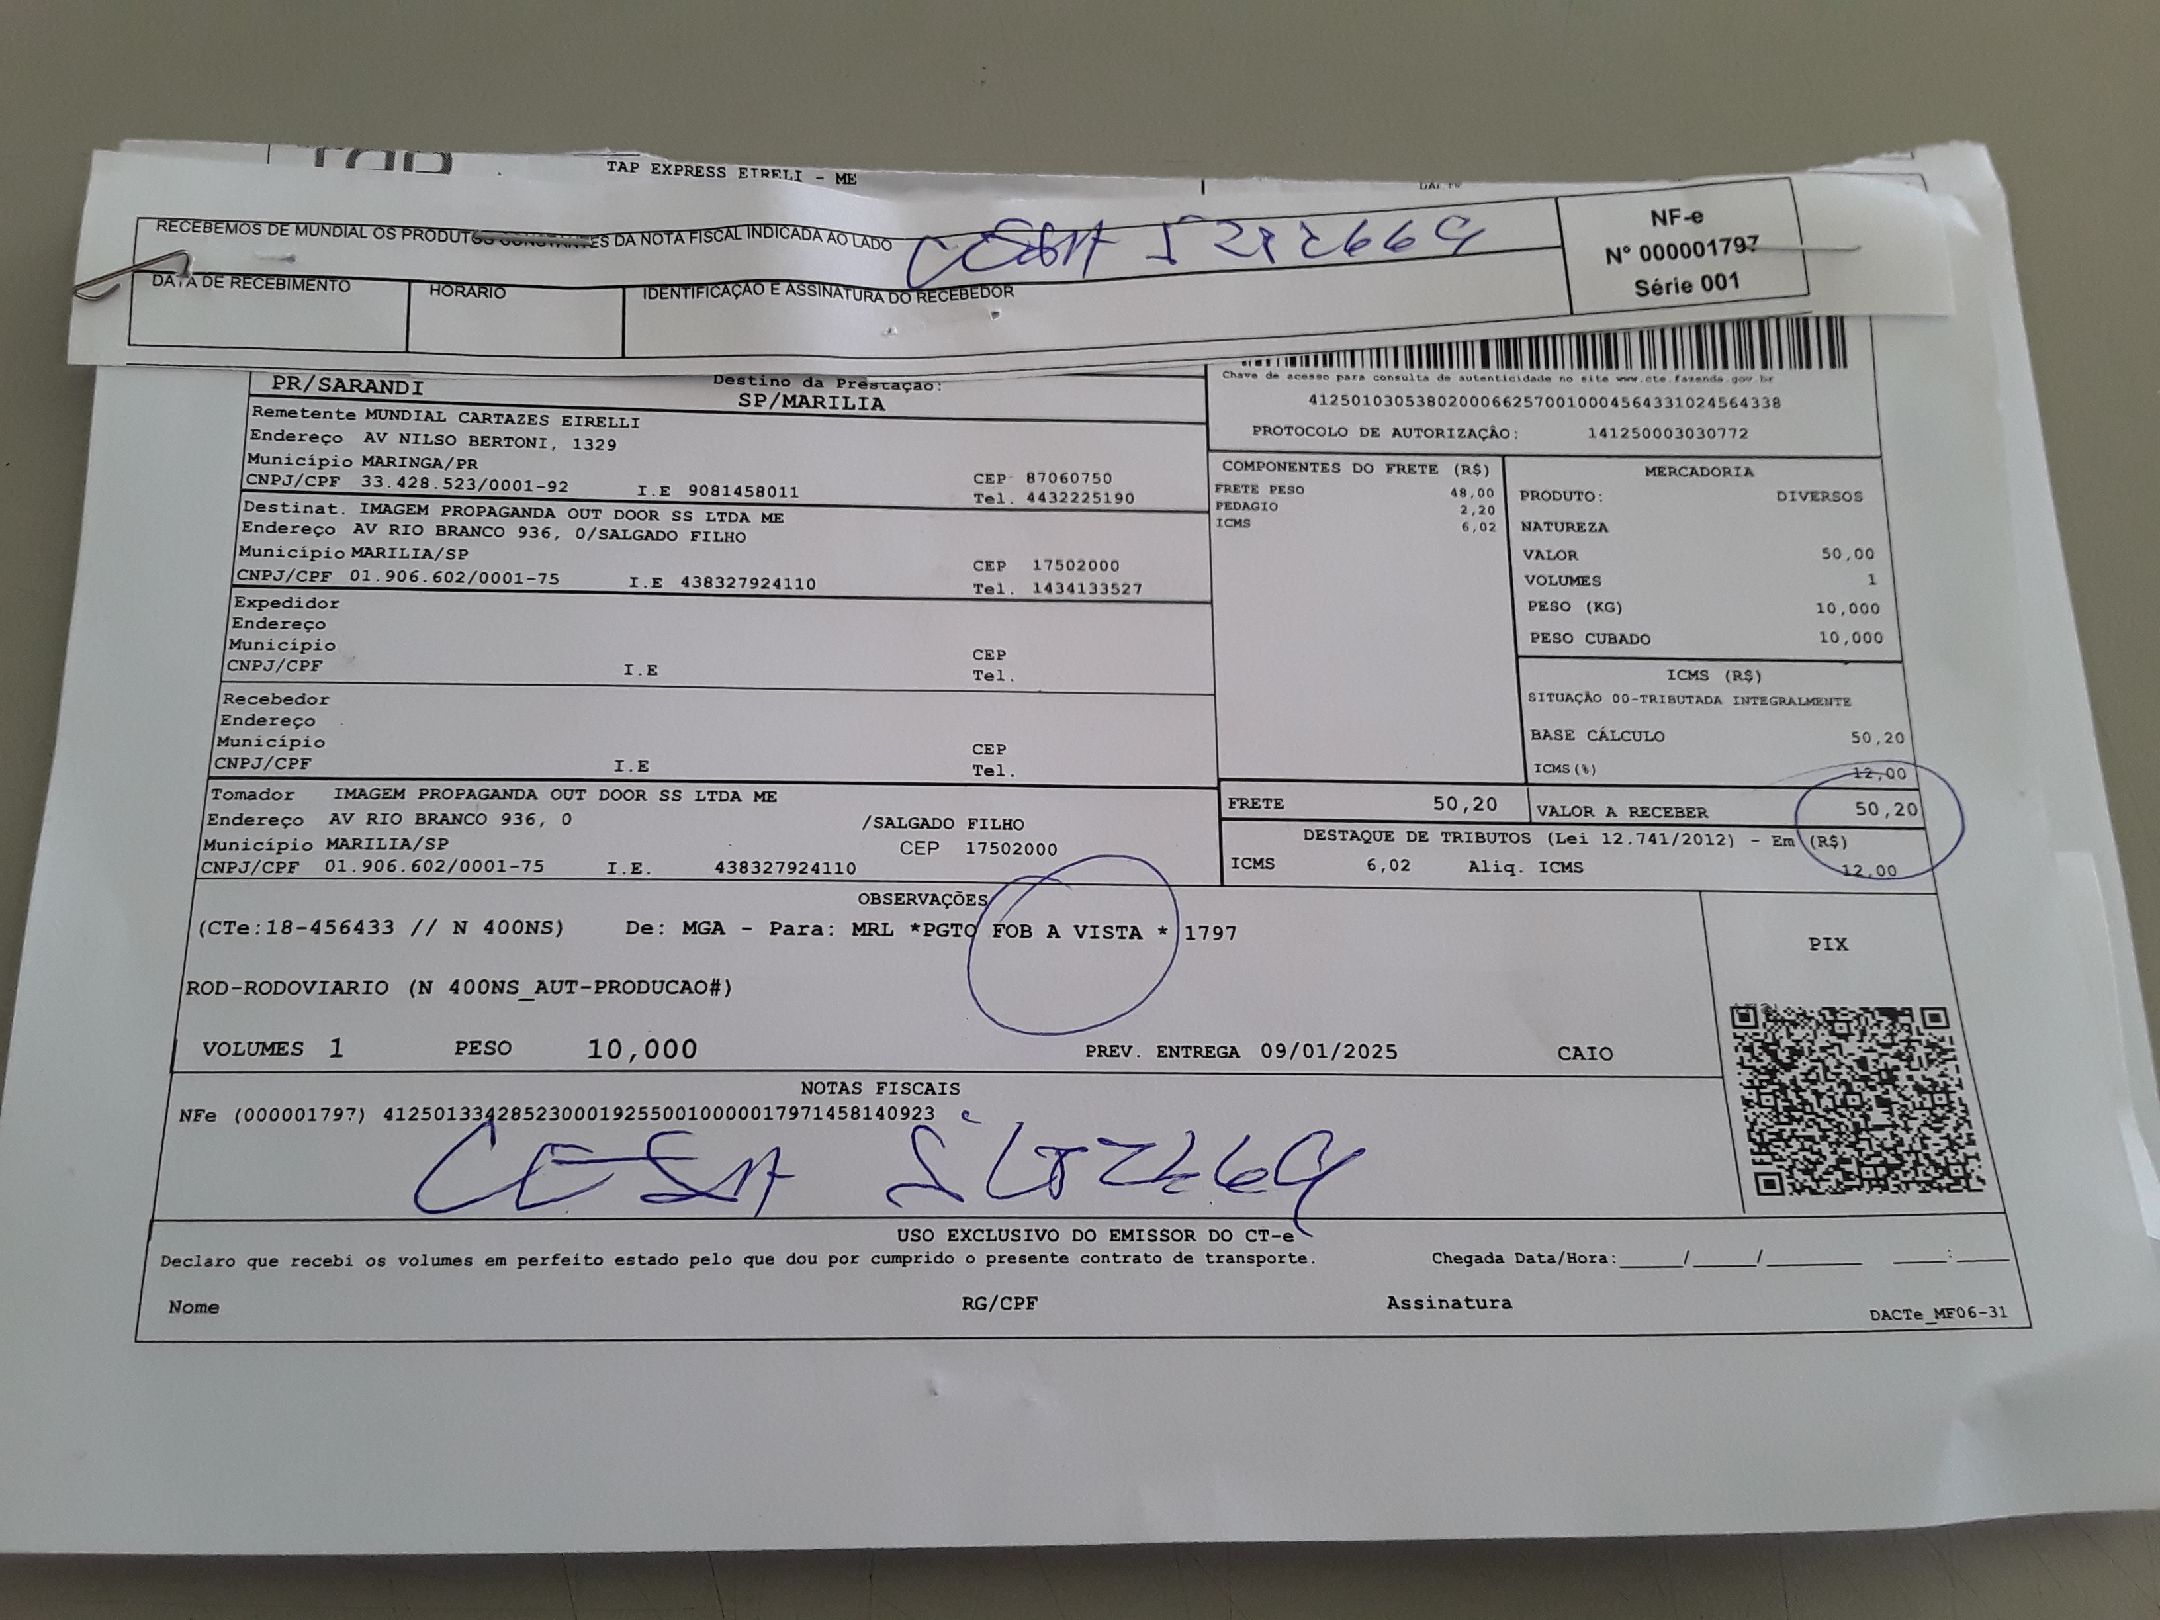 TAP EXPRESS EIRELI - ME
RECEBEMOS DE MUNDIAL OS PRODUTOS CONSTANTES DA NOTA FISCAL INDICADA AO LADO
NF-e
N° 000001797
Série 001
DATA DE RECEBIMENTO HORARIO IDENTIFICAÇÃO E ASSINATURA DO RECEBEDOR
Chave de acesso para consulta de autenticidade no site www.cte.fazenda.gov.br
41250103053802000662570010004564331024564338
PROTOCOLO DE AUTORIZAÇÃO: 141250003030772
PR/SARANDI
Destino da Prestação:
SP/MARILIA
Remetente MUNDIAL CARTAZES EIRELLI
Endereço AV NILSO BERTONI, 1329
Município MARINGA/PR CEP 87060750
CNPJ/CPF 33.428.523/0001-92 I.E 9081458011 Tel. 4432225190
Destinat. IMAGEM PROPAGANDA OUT DOOR SS LTDA ME
Endereço AV RIO BRANCO 936, 0/SALGADO FILHO
Município MARILIA/SP CEP 17502000
CNPJ/CPF 01.906.602/0001-75 I.E 438327924110 Tel. 1434133527
Expedidor
Endereço
Município CEP
CNPJ/CPF I.E Tel.
Recebedor
Endereço
Município CEP
CNPJ/CPF I.E Tel.
Tomador IMAGEM PROPAGANDA OUT DOOR SS LTDA ME
Endereço AV RIO BRANCO 936, 0 /SALGADO FILHO
Município MARILIA/SP CEP 17502000
CNPJ/CPF 01.906.602/0001-75 I.E. 438327924110
COMPONENTES DO FRETE (R$)
FRETE PESO 48,00
PEDAGIO 2,20
ICMS 6,02
MERCADORIA
PRODUTO: DIVERSOS
NATUREZA
VALOR 50,00
VOLUMES 1
PESO (KG) 10,000
PESO CUBADO 10,000
ICMS (R$)
SITUAÇÃO 00-TRIBUTADA INTEGRALMENTE
BASE CÁLCULO 50,20
ICMS(%) 12,00
FRETE 50,20 VALOR A RECEBER 50,20
DESTAQUE DE TRIBUTOS (Lei 12.741/2012) - Em (R$)
ICMS 6,02 Aliq. ICMS 12,00
OBSERVAÇÕES
(CTe:18-456433 // N 400NS) De: MGA - Para: MRL *PGTO FOB A VISTA * 1797
ROD-RODOVIARIO (N 400NS_AUT-PRODUCAO#)
VOLUMES 1 PESO 10,000 PREV. ENTREGA 09/01/2025 CAIO
PIX
NOTAS FISCAIS
NFe (000001797) 41250133428523000192550010000017971458140923
USO EXCLUSIVO DO EMISSOR DO CT-e
Declaro que recebi os volumes em perfeito estado pelo que dou por cumprido o presente contrato de transporte. Chegada Data/Hora:_____/_____/_______ ____:____
Nome RG/CPF Assinatura
DACTe_MF06-31